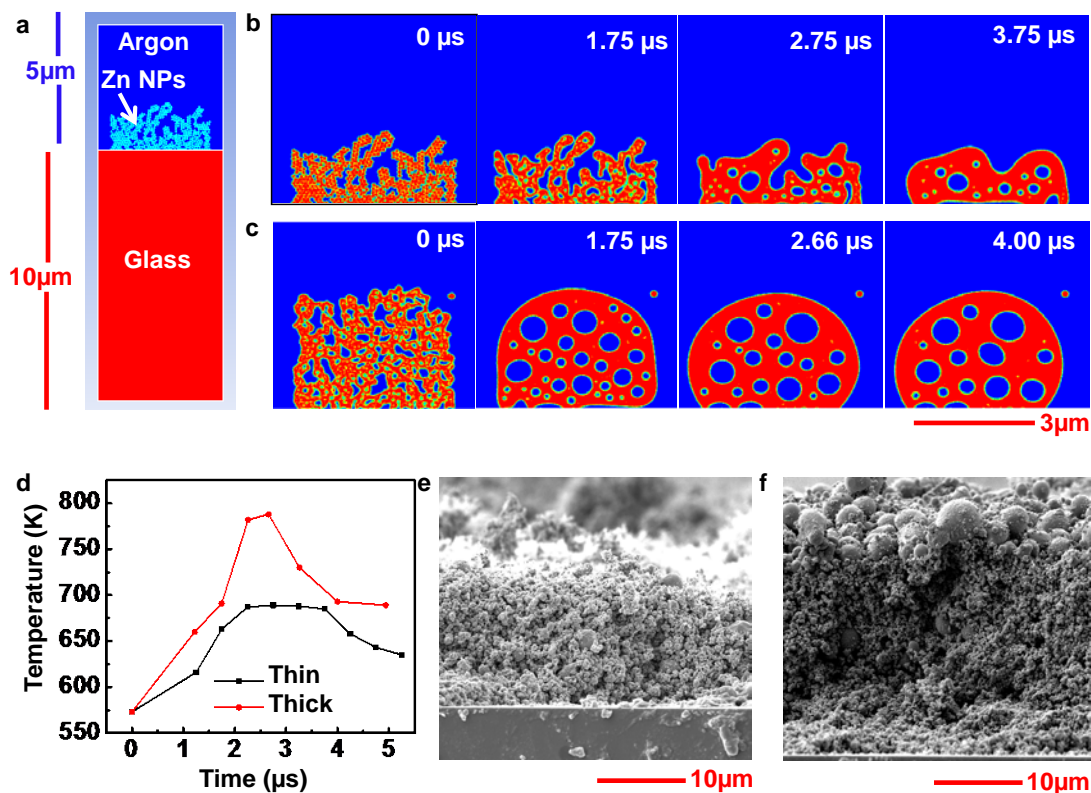 a
Argon
Zn NPs
5µm
Glass
10µm
b
0 µs
1.75 µs
2.75 µs
3.75 µs
c
0 µs
1.75 µs
2.66 µs
4.00 µs
3µm
d
800
750
700
650
600
550
Temperature (K)
Thin
Thick
0 1 2 3 4 5
Time (µs)
e
10µm
f
10µm